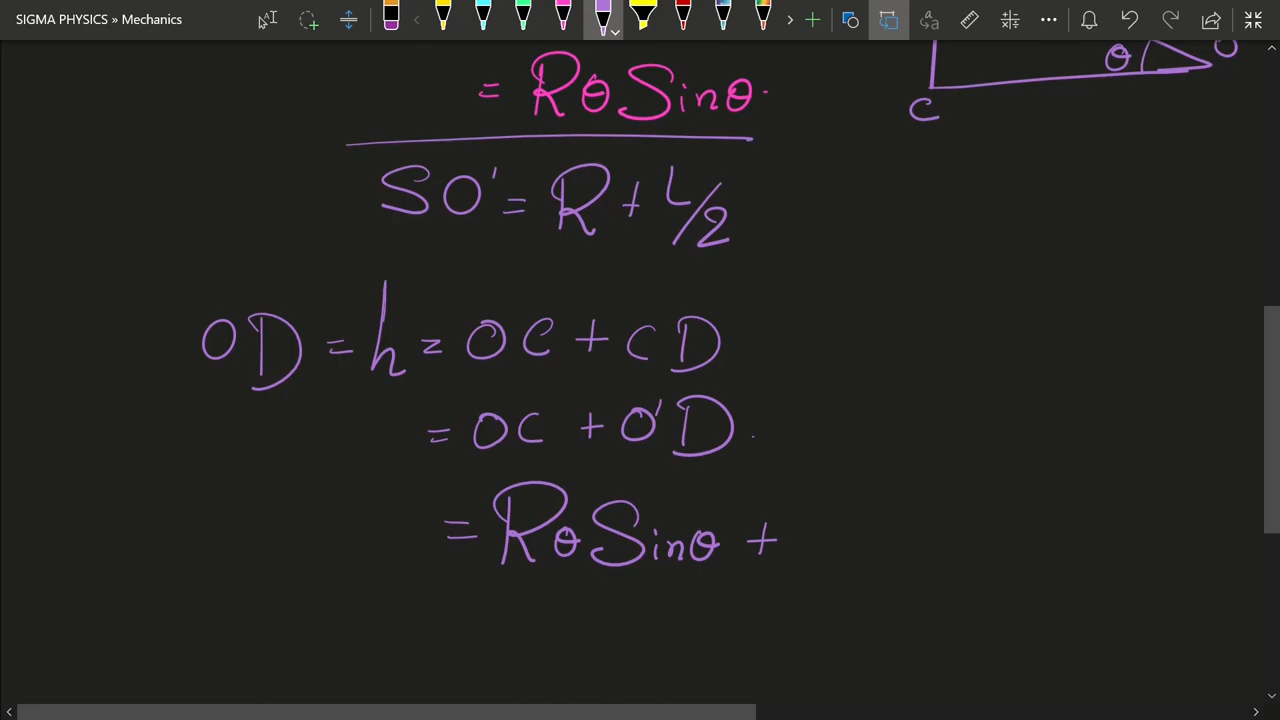 SIGMA PHYSICS » Mechanics
= RθSinθ.
θ
C
SO' = R + L/2
OD = h = OC + CD
= OC + O'D.
= RθSinθ +